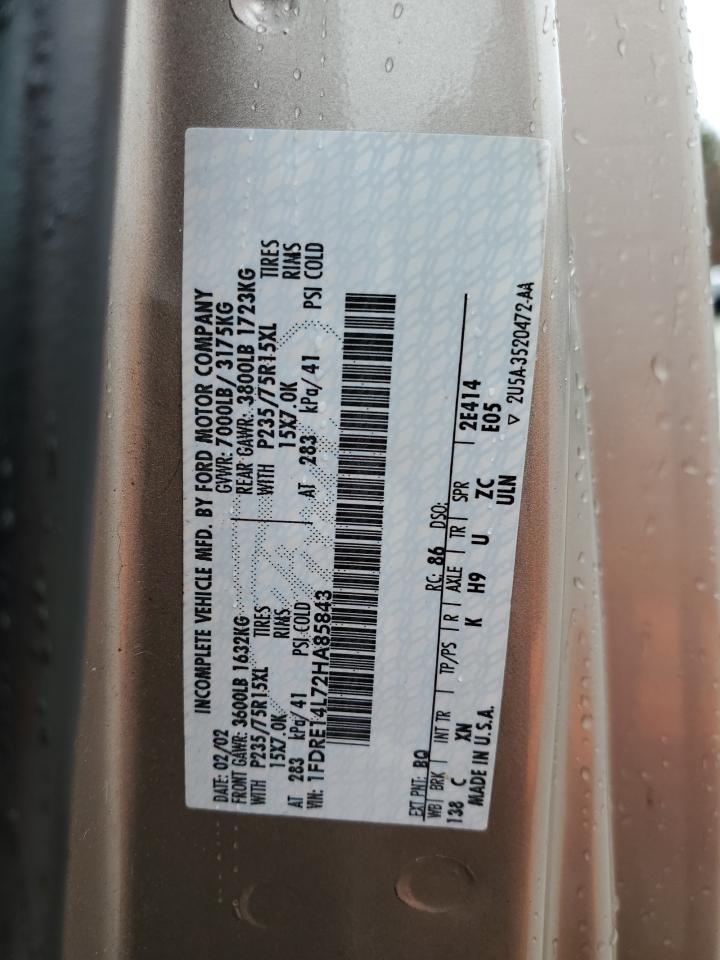 INCOMPLETE VEHICLE MFD. BY FORD MOTOR COMPANY
DATE: 02/02 GVWR: 7000LB/ 3175KG
FRONT GAWR: 3600LB 1632KG REAR GAWR: 3800LB 1723KG
WITH P235/75R15XL TIRES WITH P235/75R15XL TIRES
15X7.0K RIMS 15X7.0K RIMS
AT 283 kPa/ 41 PSI COLD AT 283 kPa/ 41 PSI COLD
VIN: 1FDRE14L72HA85843
EXT PNT: BQ RC: 86 DSO:
WB BRK INT TR TP/PS R AXLE TR SPR 2E414
138 C XN K H9 U ZC E05
MADE IN U.S.A. ULN ▽ 2U5A-3520472-AA